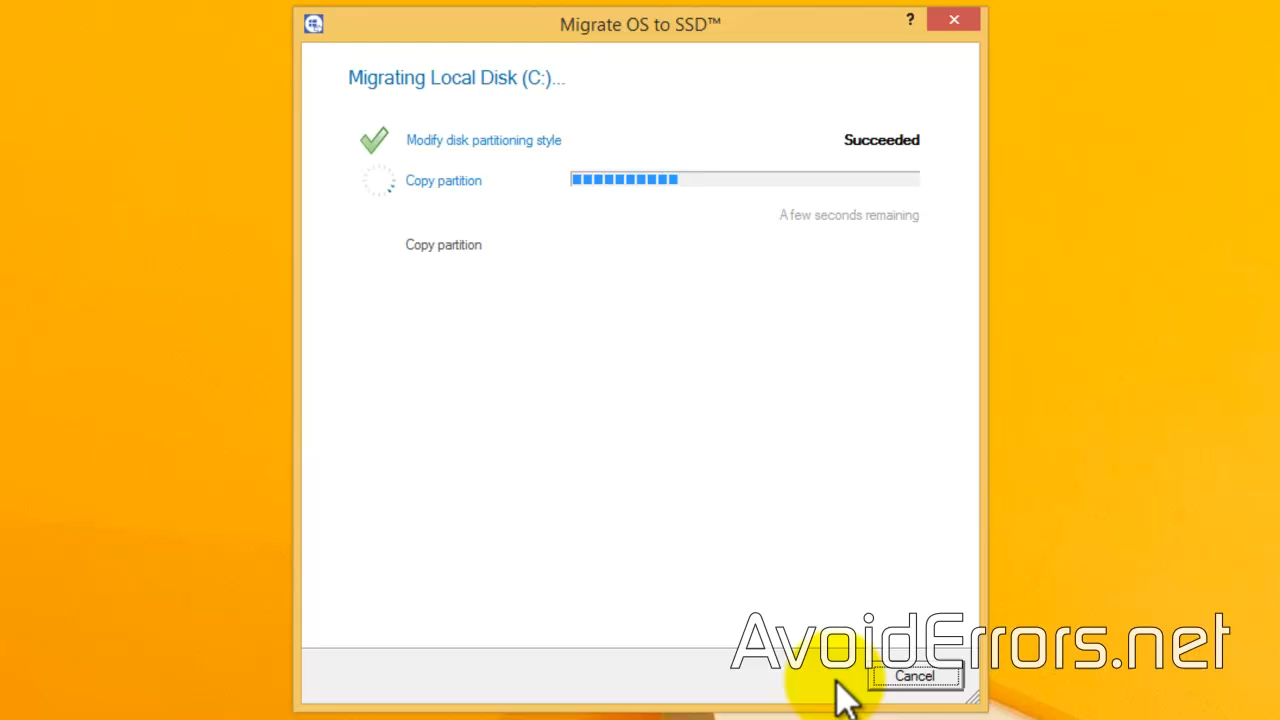 Migrate OS to SSD™
?
Migrating Local Disk (C:)...
Modify disk partitioning style
Succeeded
Copy partition
A few seconds remaining
Copy partition
AvoidErrors.net
Cancel